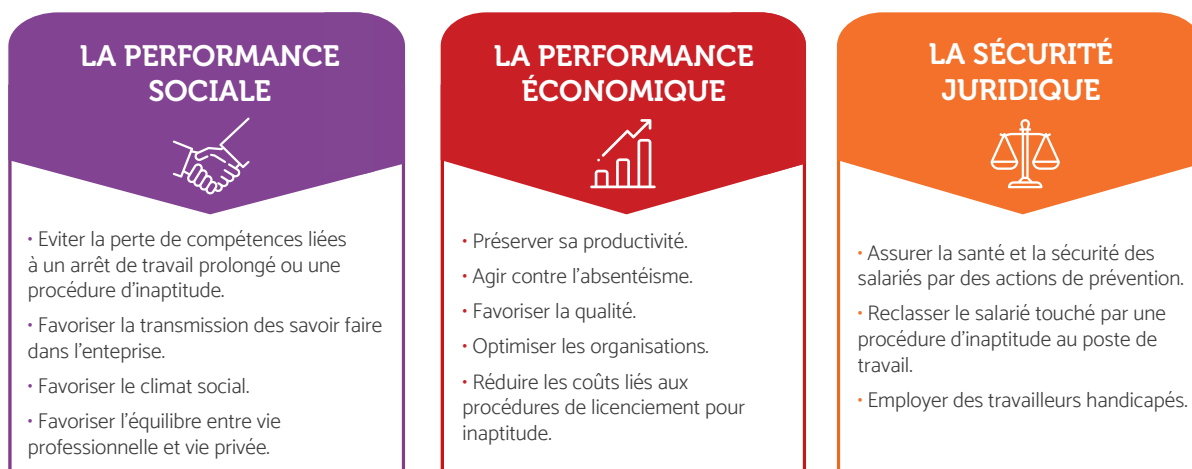 LA PERFORMANCE
SOCIALE
• Eviter la perte de compétences liées
à un arrêt de travail prolongé ou une
procédure d'inaptitude.
• Favoriser la transmission des savoir faire
dans l'enteprise.
• Favoriser le climat social.
• Favoriser l'équilibre entre vie
professionnelle et vie privée.
LA PERFORMANCE
ÉCONOMIQUE
• Préserver sa productivité.
• Agir contre l'absentéisme.
• Favoriser la qualité.
• Optimiser les organisations.
• Réduire les coûts liés aux
procédures de licenciement pour
inaptitude.
LA SÉCURITÉ
JURIDIQUE
• Assurer la santé et la sécurité des
salariés par des actions de prévention.
• Reclasser le salarié touché par une
procédure d'inaptitude au poste de
travail.
• Employer des travailleurs handicapés.